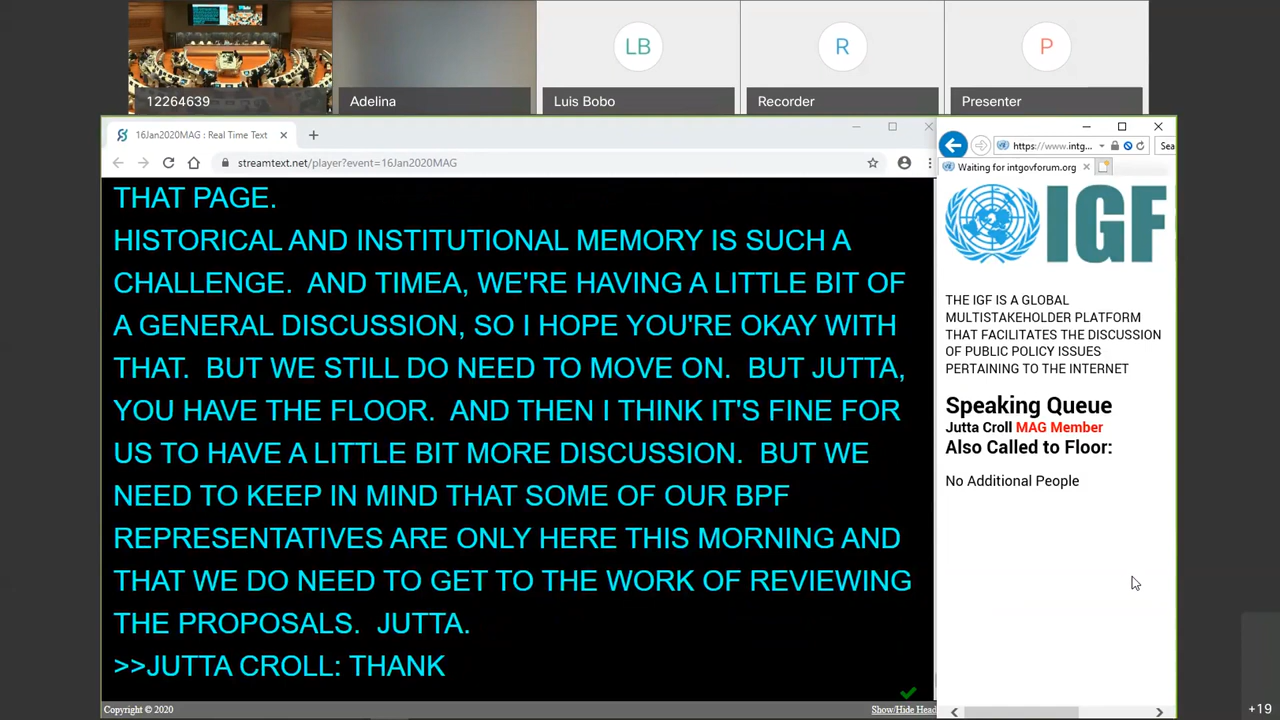 LB
R
P
12264639
Adelina
Luis Bobo
Recorder
Presenter
16Jan2020MAG : Real Time Text
streamtext.net/player?event=16Jan2020MAG
THAT PAGE.
HISTORICAL AND INSTITUTIONAL MEMORY IS SUCH A
CHALLENGE. AND TIMEA, WE'RE HAVING A LITTLE BIT OF
A GENERAL DISCUSSION, SO I HOPE YOU'RE OKAY WITH
THAT. BUT WE STILL DO NEED TO MOVE ON. BUT JUTTA,
YOU HAVE THE FLOOR. AND THEN I THINK IT'S FINE FOR
US TO HAVE A LITTLE BIT MORE DISCUSSION. BUT WE
NEED TO KEEP IN MIND THAT SOME OF OUR BPF
REPRESENTATIVES ARE ONLY HERE THIS MORNING AND
THAT WE DO NEED TO GET TO THE WORK OF REVIEWING
THE PROPOSALS. JUTTA.
>>JUTTA CROLL: THANK
Copyright © 2020
Show/Hide Head
https://www.intg...
Sea
Waiting for intgovforum.org
IGF
THE IGF IS A GLOBAL
MULTISTAKEHOLDER PLATFORM
THAT FACILITATES THE DISCUSSION
OF PUBLIC POLICY ISSUES
PERTAINING TO THE INTERNET
Speaking Queue
Jutta Croll MAG Member
Also Called to Floor:
No Additional People
+19